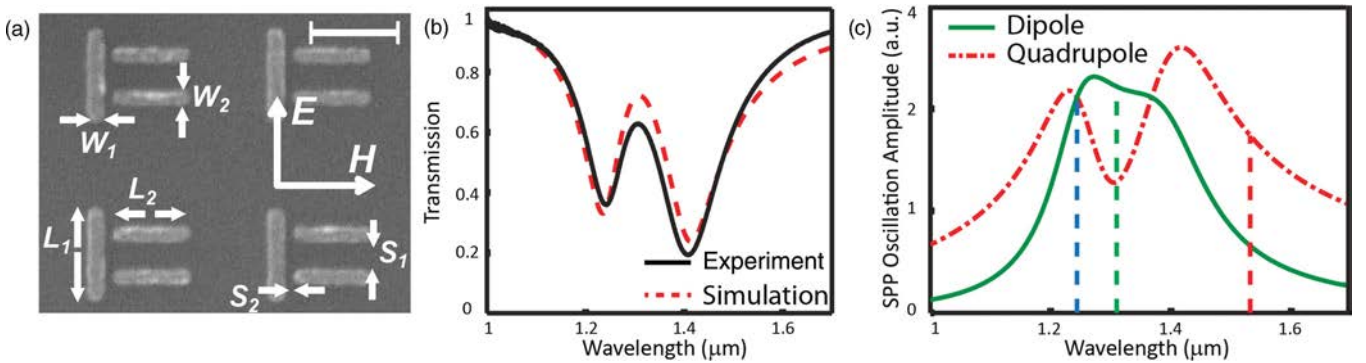 (a)
W1
W2
E
H
L1
L2
S1
S2
(b)
Transmission
1
0.8
0.6
0.4
0.2
0
Experiment
Simulation
1 1.2 1.4 1.6
Wavelength (μm)
(c)
SPP Oscillation Amplitude (a.u.)
Dipole
Quadrupole
3
2
1
0
1 1.2 1.4 1.6
Wavelength (μm)